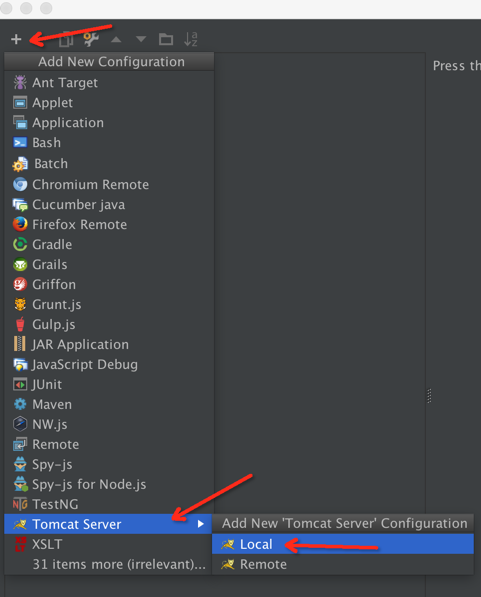 Add New Configuration
Press th
Ant Target
Applet
Application
Bash
Batch
Chromium Remote
Cucumber java
Firefox Remote
Gradle
Grails
Griffon
Grunt.js
Gulp.js
JAR Application
JavaScript Debug
JUnit
Maven
NW.js
Remote
Spy-js
Spy-js for Node.js
TestNG
Tomcat Server
Add New 'Tomcat Server' Configuration
XSLT
Local
31 items more (irrelevant)...
Remote